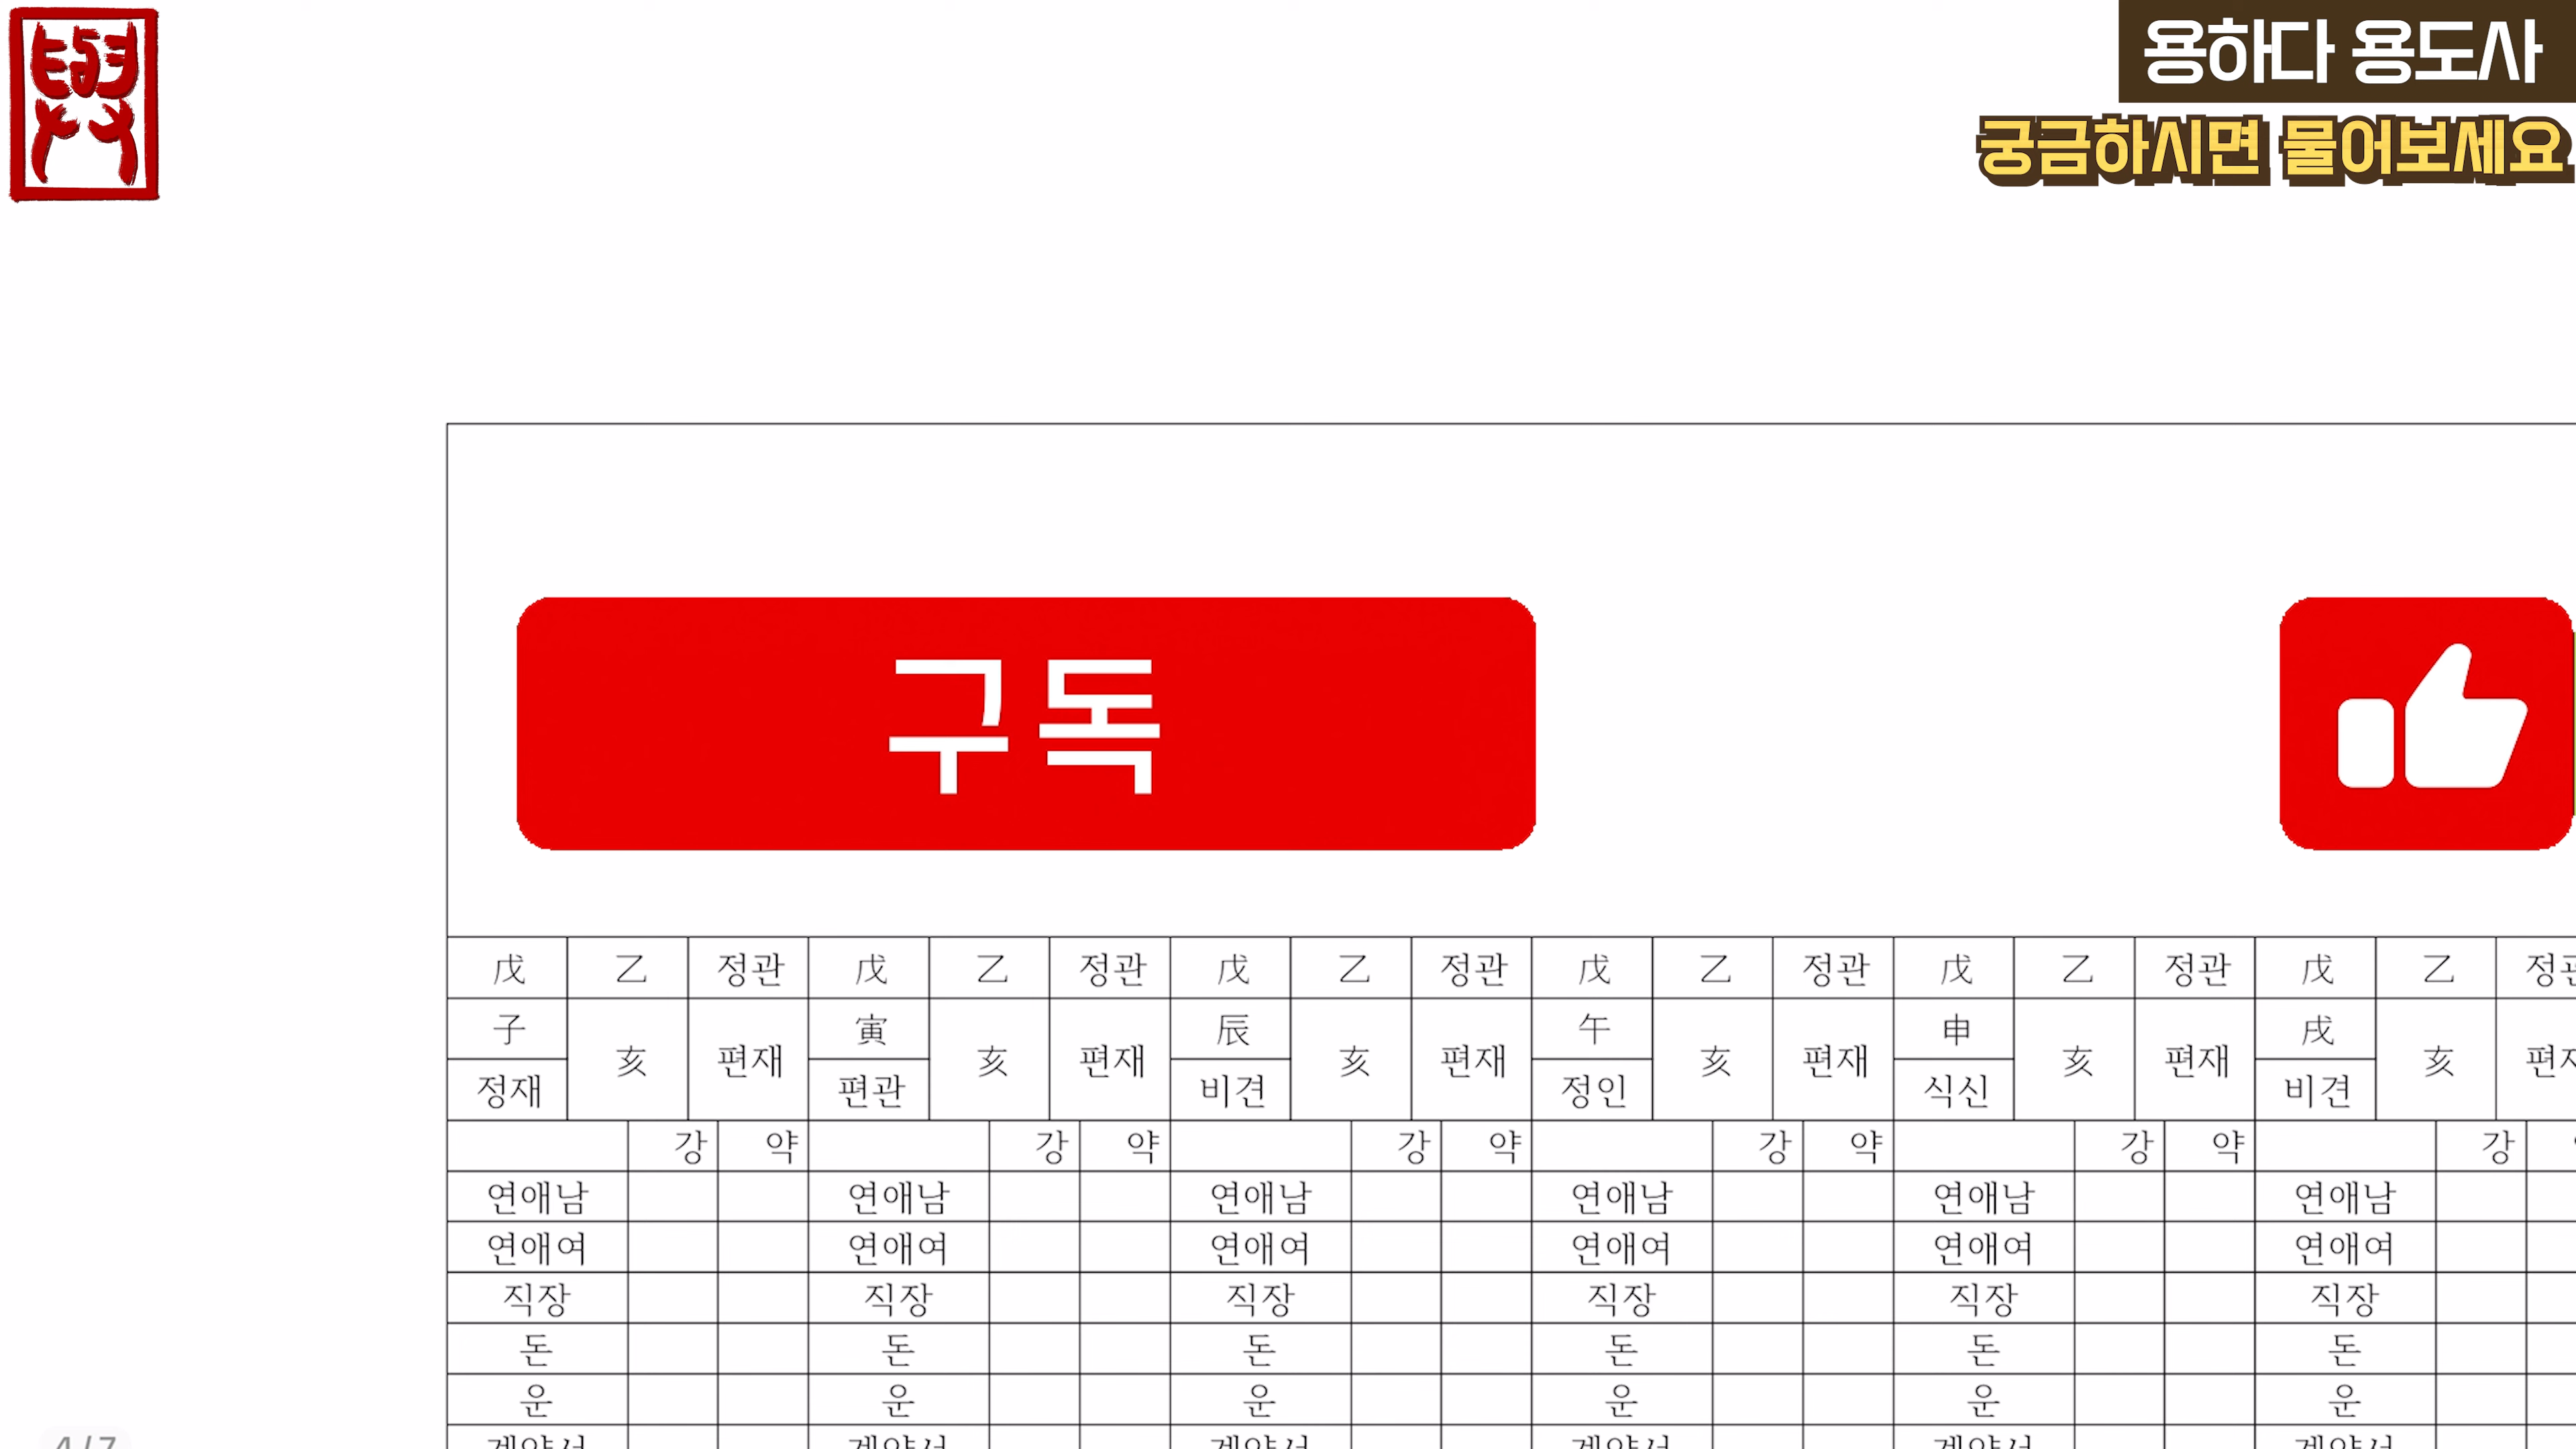 용하다 용도사
궁금하시면 물어보세요
구독
戊 乙 정관 戊 乙 정관 戊 乙 정관 戊 乙 정관 戊 乙 정관 戊 乙
子 寅 辰 午 申 戌
亥 편재 亥 편재 亥 편재 亥 편재 亥 편재 亥
정재 편관 비견 정인 식신 비견
강 약 강 약 강 약 강 약 강 약 강
연애남 연애남 연애남 연애남 연애남 연애남
연애여 연애여 연애여 연애여 연애여 연애여
직장 직장 직장 직장 직장 직장
돈 돈 돈 돈 돈 돈
운 운 운 운 운 운